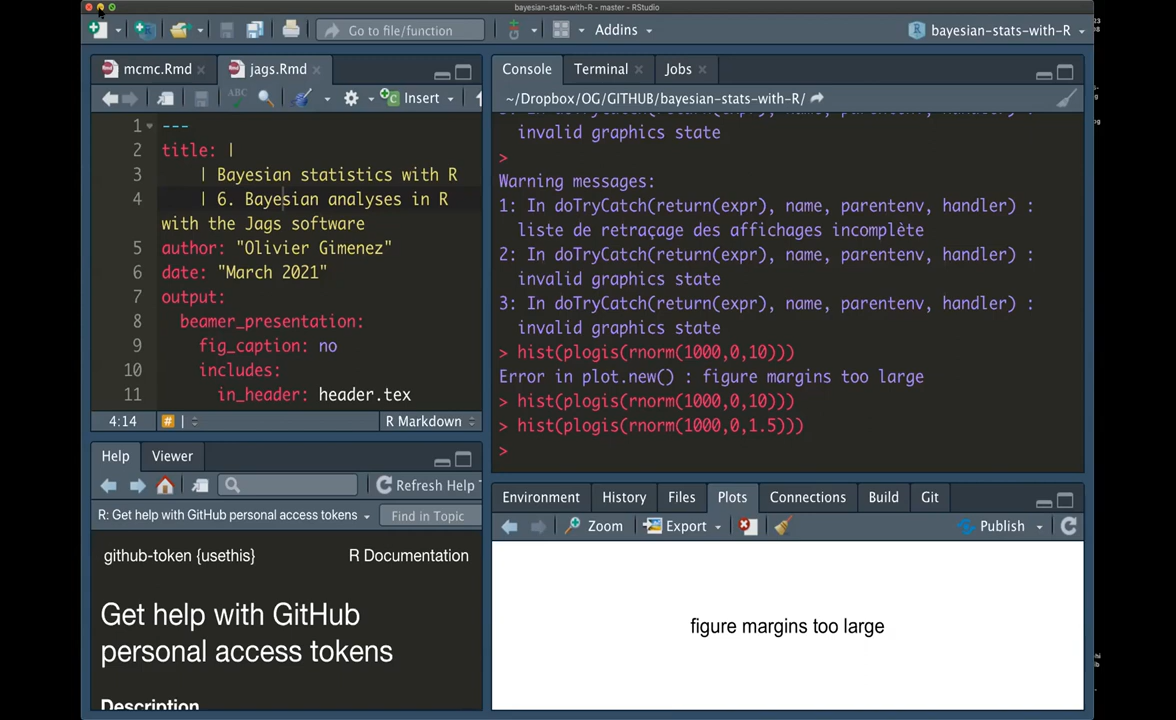 bayesian-stats-with-R - master - RStudio
Go to file/function
Addins
bayesian-stats-with-R
mcmc.Rmd
jags.Rmd
ABC
Insert
1 ---
2 title: |
3 | Bayesian statistics with R
4 | 6. Bayesian analyses in R
with the Jags software
5 author: "Olivier Gimenez"
6 date: "March 2021"
7 output:
8 beamer_presentation:
9 fig_caption: no
10 includes:
11 in_header: header.tex
4:14
# |
R Markdown
Help
Viewer
Refresh Help
R: Get help with GitHub personal access tokens
Find in Topic
github-token {usethis}
R Documentation
Get help with GitHub
personal access tokens
Description
Console
Terminal
Jobs
~/Dropbox/OG/GITHUB/bayesian-stats-with-R/
invalid graphics state
>
Warning messages:
1: In doTryCatch(return(expr), name, parentenv, handler) :
liste de retraçage des affichages incomplète
2: In doTryCatch(return(expr), name, parentenv, handler) :
invalid graphics state
3: In doTryCatch(return(expr), name, parentenv, handler) :
invalid graphics state
> hist(plogis(rnorm(1000,0,10)))
Error in plot.new() : figure margins too large
> hist(plogis(rnorm(1000,0,10)))
> hist(plogis(rnorm(1000,0,1.5)))
>
Environment
History
Files
Plots
Connections
Build
Git
Zoom
Export
Publish
figure margins too large